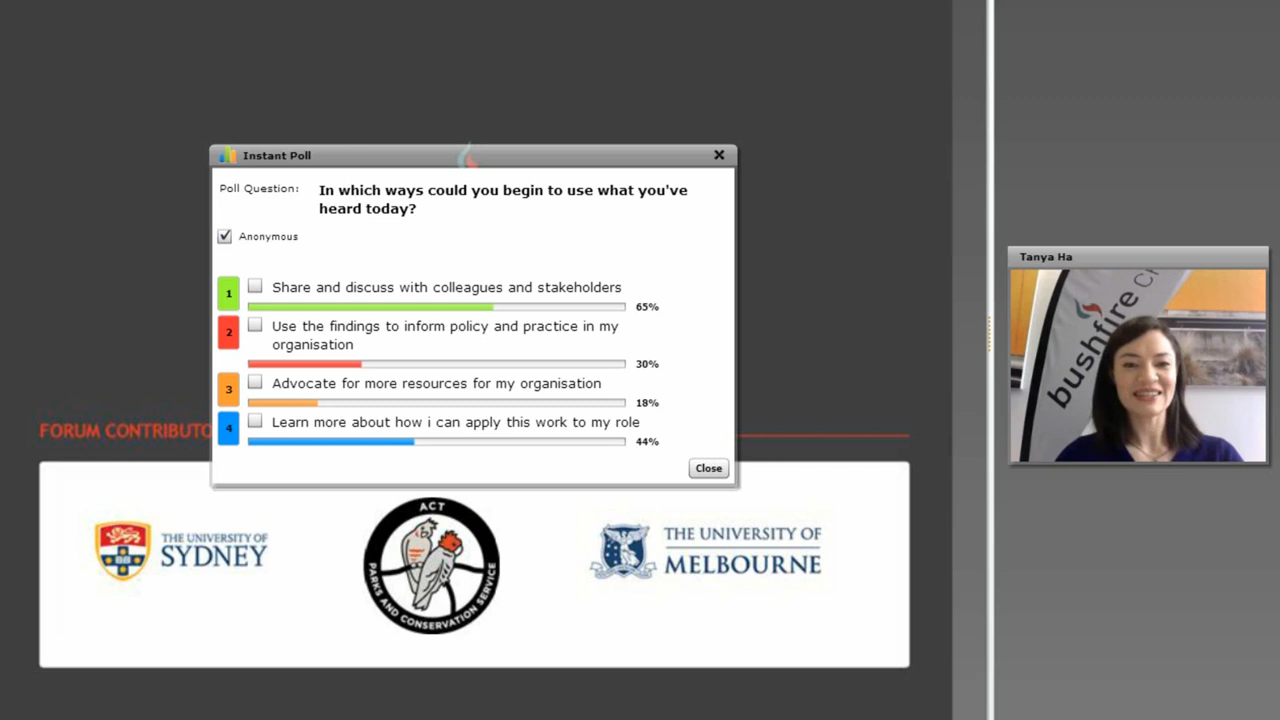 Instant Poll
Poll Question:
In which ways could you begin to use what you've
heard today?
Anonymous
1
Share and discuss with colleagues and stakeholders
65%
2
Use the findings to inform policy and practice in my
organisation
30%
3
Advocate for more resources for my organisation
18%
4
Learn more about how i can apply this work to my role
44%
Close
FORUM CONTRIBUTO
THE UNIVERSITY OF
SYDNEY
ACT
PARKS AND CONSERVATION SERVICE
THE UNIVERSITY OF
MELBOURNE
Tanya Ha
bushfire C